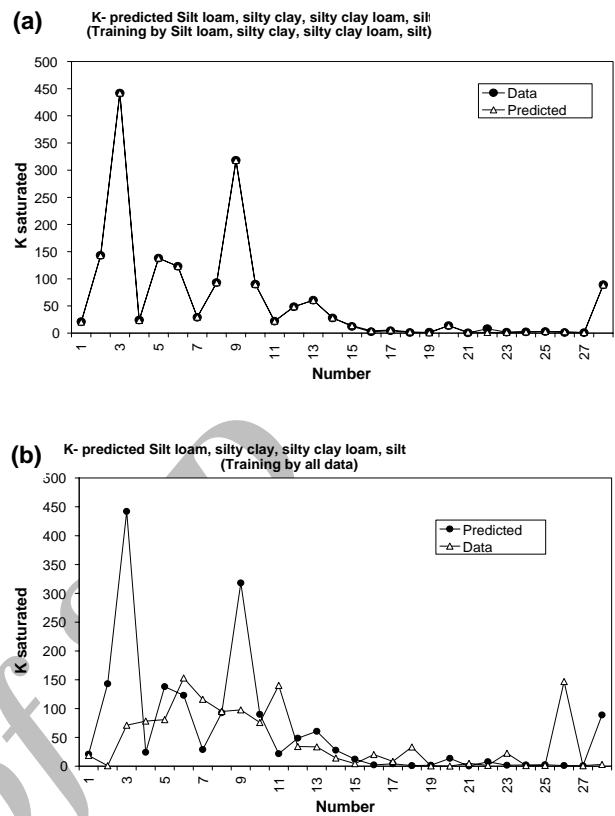 (a)
K- predicted Silt loam, silty clay, silty clay loam, silt
(Training by Silt loam, silty clay, silty clay loam, silt)
500
450
400
350
300
250
200
150
100
50
0
K saturated
Data
Predicted
1 3 5 7 9 11 13 15 17 19 21 23 25 27
Number
(b)
K- predicted Silt loam, silty clay, silty clay loam, silt
(Training by all data)
500
450
400
350
300
250
200
150
100
50
0
K saturated
Predicted
Data
1 3 5 7 9 11 13 15 17 19 21 23 25 27
Number